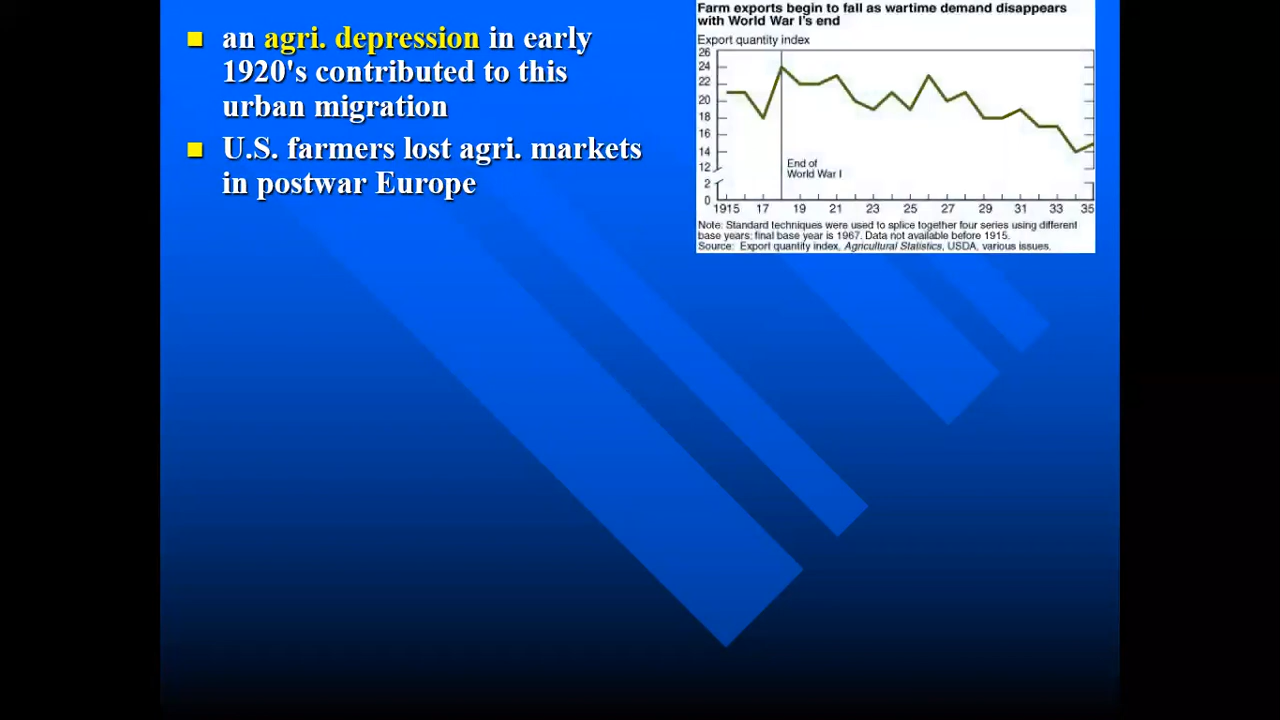 an agri. depression in early
1920's contributed to this
urban migration
U.S. farmers lost agri. markets
in postwar Europe
Farm exports begin to fall as wartime demand disappears
with World War I's end
Export quantity index
26
24
22
20
18
16
14
12
2
0
End of
World War I
1915 17 19 21 23 25 27 29 31 33 35
Note: Standard techniques were used to splice together four series using different
base years; final base year is 1967. Data not available before 1915.
Source: Export quantity index, Agricultural Statistics, USDA, various issues.